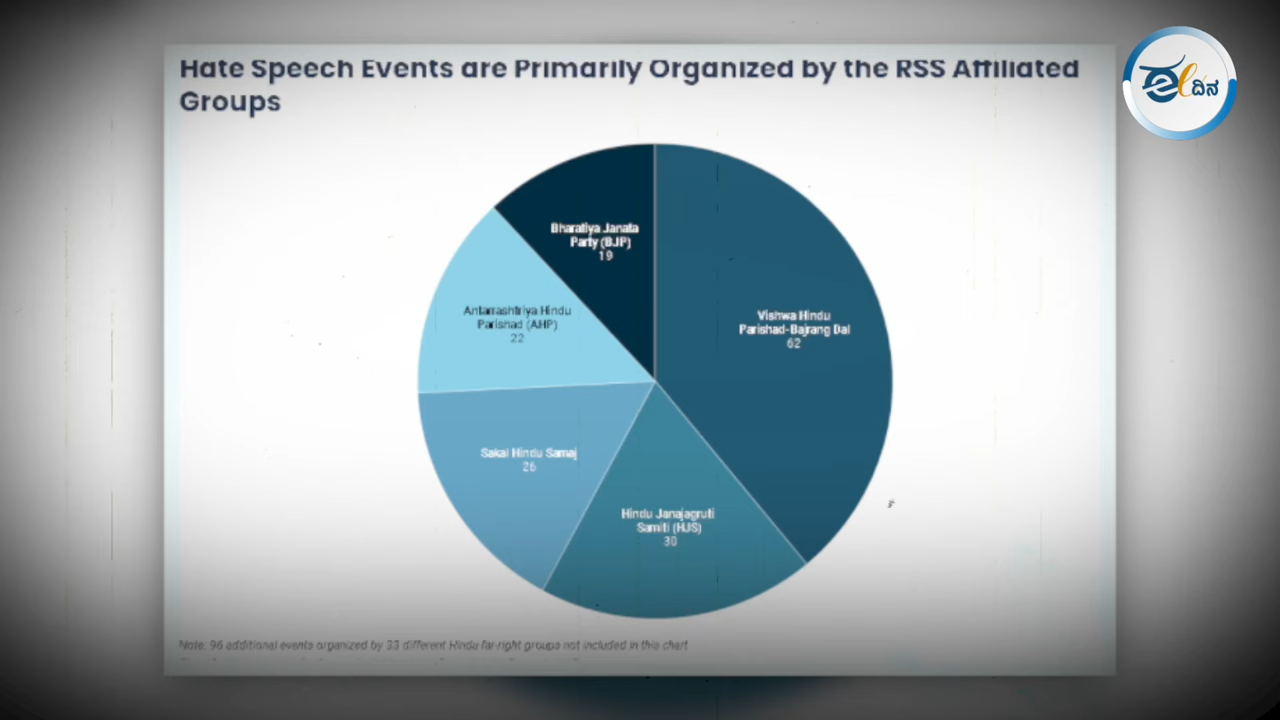 Hate Speech Events are Primarily Organized by the RSS Affiliated
Groups
Bharatiya Janata
Party (BJP)
19
Antarrashtriya Hindu
Parishad (AHP)
22
Vishwa Hindu
Parishad-Bajrang Dal
62
Sakal Hindu Samaj
26
Hindu Janajagruti
Samiti (HJS)
30
Note: 96 additional events organized by 33 different Hindu far-right groups not included in this chart
ದಿನ